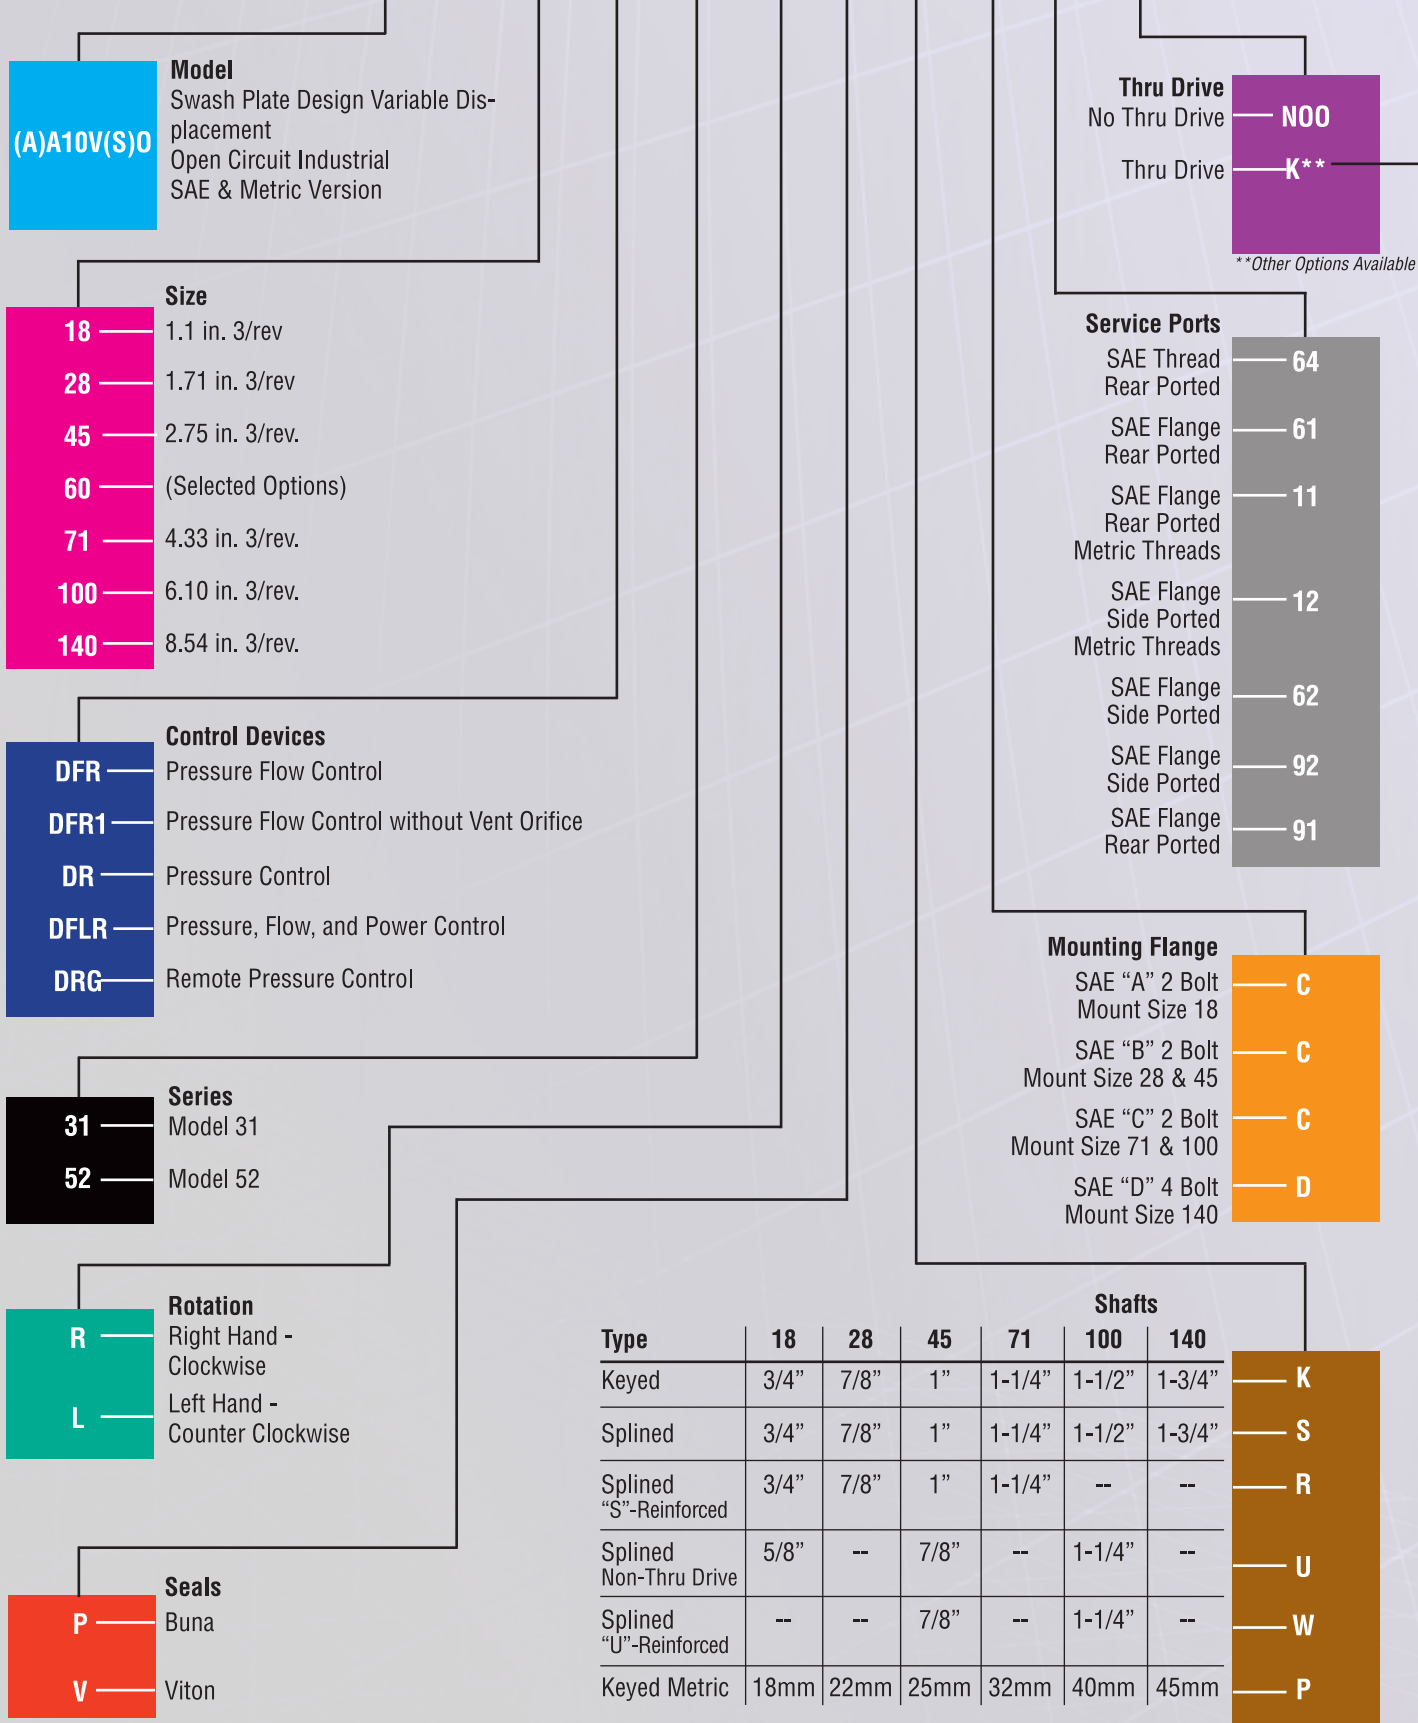 (A)A10V(S)O
Model
Swash Plate Design Variable Dis-
placement
Open Circuit Industrial
SAE & Metric Version
Size
18 1.1 in. 3/rev
28 1.71 in. 3/rev
45 2.75 in. 3/rev.
60 (Selected Options)
71 4.33 in. 3/rev.
100 6.10 in. 3/rev.
140 8.54 in. 3/rev.
Control Devices
DFR Pressure Flow Control
DFR1 Pressure Flow Control without Vent Orifice
DR Pressure Control
DFLR Pressure, Flow, and Power Control
DRG Remote Pressure Control
Series
31 Model 31
52 Model 52
Rotation
R Right Hand -
Clockwise
L Left Hand -
Counter Clockwise
Seals
P Buna
V Viton
Thru Drive
No Thru Drive NOO
Thru Drive K**
**Other Options Available
Service Ports
SAE Thread 64
Rear Ported
SAE Flange 61
Rear Ported
SAE Flange 11
Rear Ported
Metric Threads
SAE Flange 12
Side Ported
Metric Threads
SAE Flange 62
Side Ported
SAE Flange 92
Side Ported
SAE Flange 91
Rear Ported
Mounting Flange
SAE “A” 2 Bolt C
Mount Size 18
SAE “B” 2 Bolt C
Mount Size 28 & 45
SAE “C” 2 Bolt C
Mount Size 71 & 100
SAE “D” 4 Bolt D
Mount Size 140
Shafts
Type 18 28 45 71 100 140
Keyed 3/4” 7/8” 1” 1-1/4” 1-1/2” 1-3/4” K
Splined 3/4” 7/8” 1” 1-1/4” 1-1/2” 1-3/4” S
Splined 3/4” 7/8” 1” 1-1/4” -- -- R
“S”-Reinforced
Splined 5/8” -- 7/8” -- 1-1/4” -- U
Non-Thru Drive
Splined -- -- 7/8” -- 1-1/4” -- W
“U”-Reinforced
Keyed Metric 18mm 22mm 25mm 32mm 40mm 45mm P